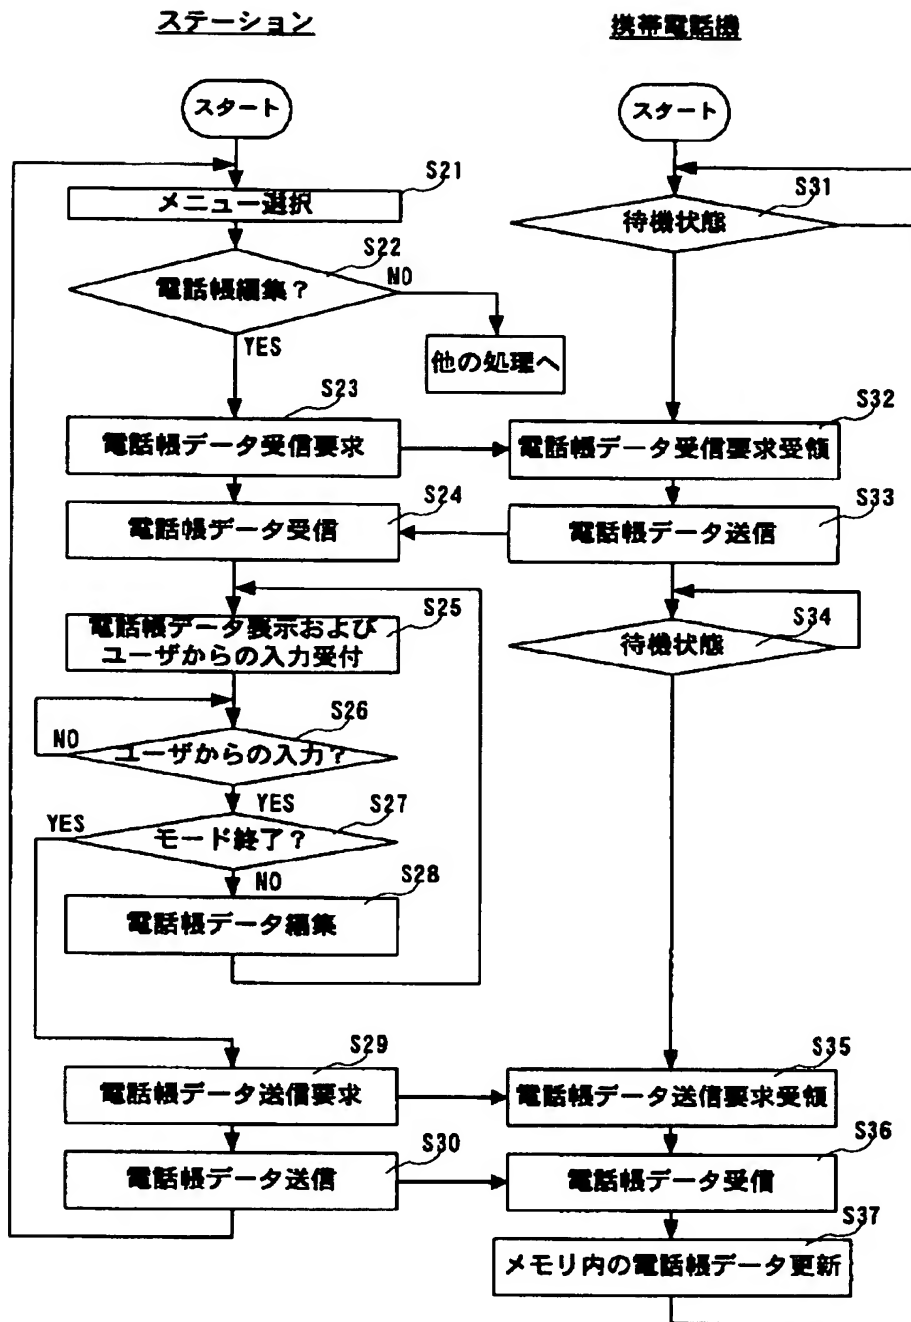 ステーション
携帯電話機
スタート
スタート
S21
メニュー選択
S31
待機状態
S22
電話帳編集？
NO
YES
他の処理へ
S23
電話帳データ受信要求
S32
電話帳データ受信要求受領
S24
電話帳データ受信
S33
電話帳データ送信
S25
電話帳データ表示および
ユーザからの入力受付
S34
待機状態
S26
ユーザからの入力？
NO
YES
S27
モード終了？
YES
NO
S28
電話帳データ編集
S29
電話帳データ送信要求
S35
電話帳データ送信要求受領
S30
電話帳データ送信
S36
電話帳データ受信
S37
メモリ内の電話帳データ更新